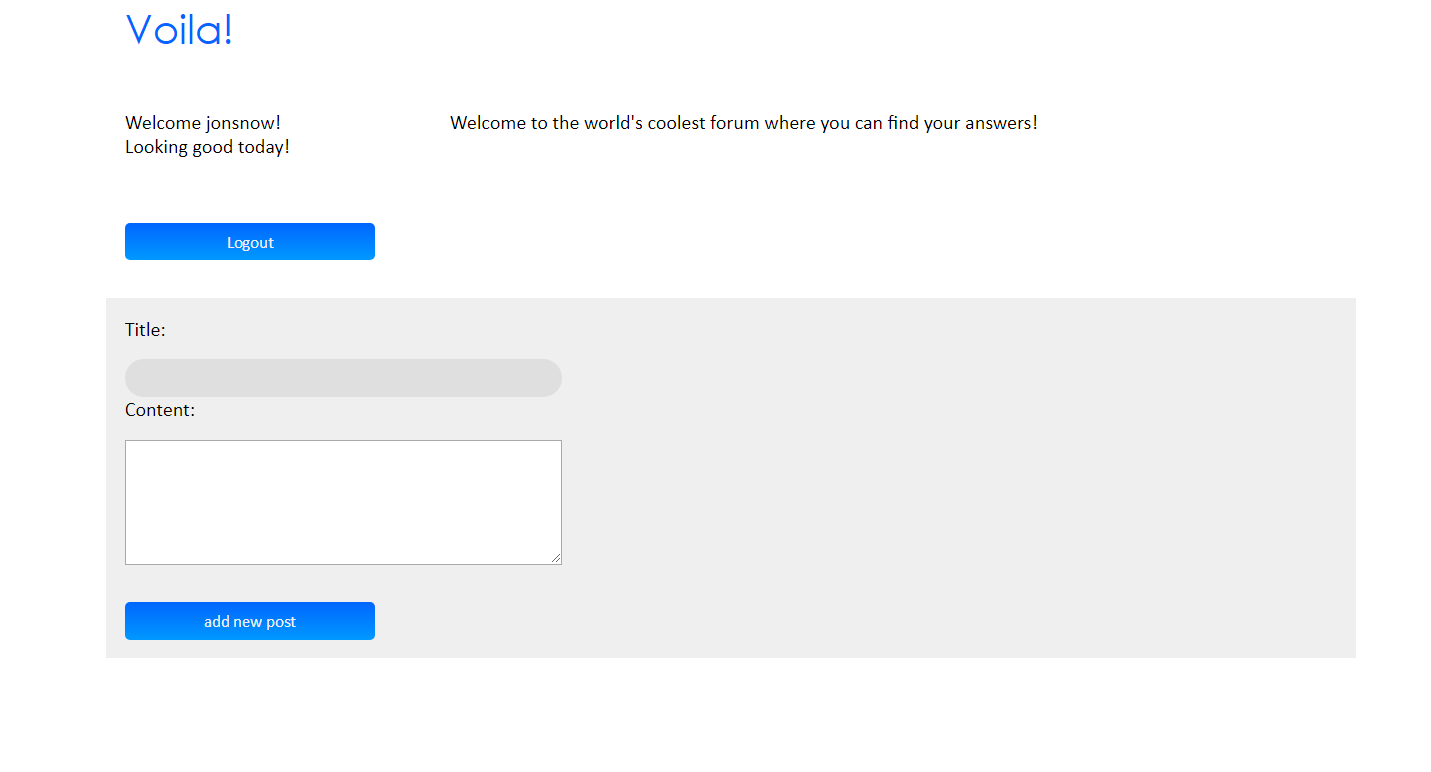 Voila!
Welcome jonsnow!
Looking good today!
Welcome to the world's coolest forum where you can find your answers!
Logout
Title:
Content:
add new post